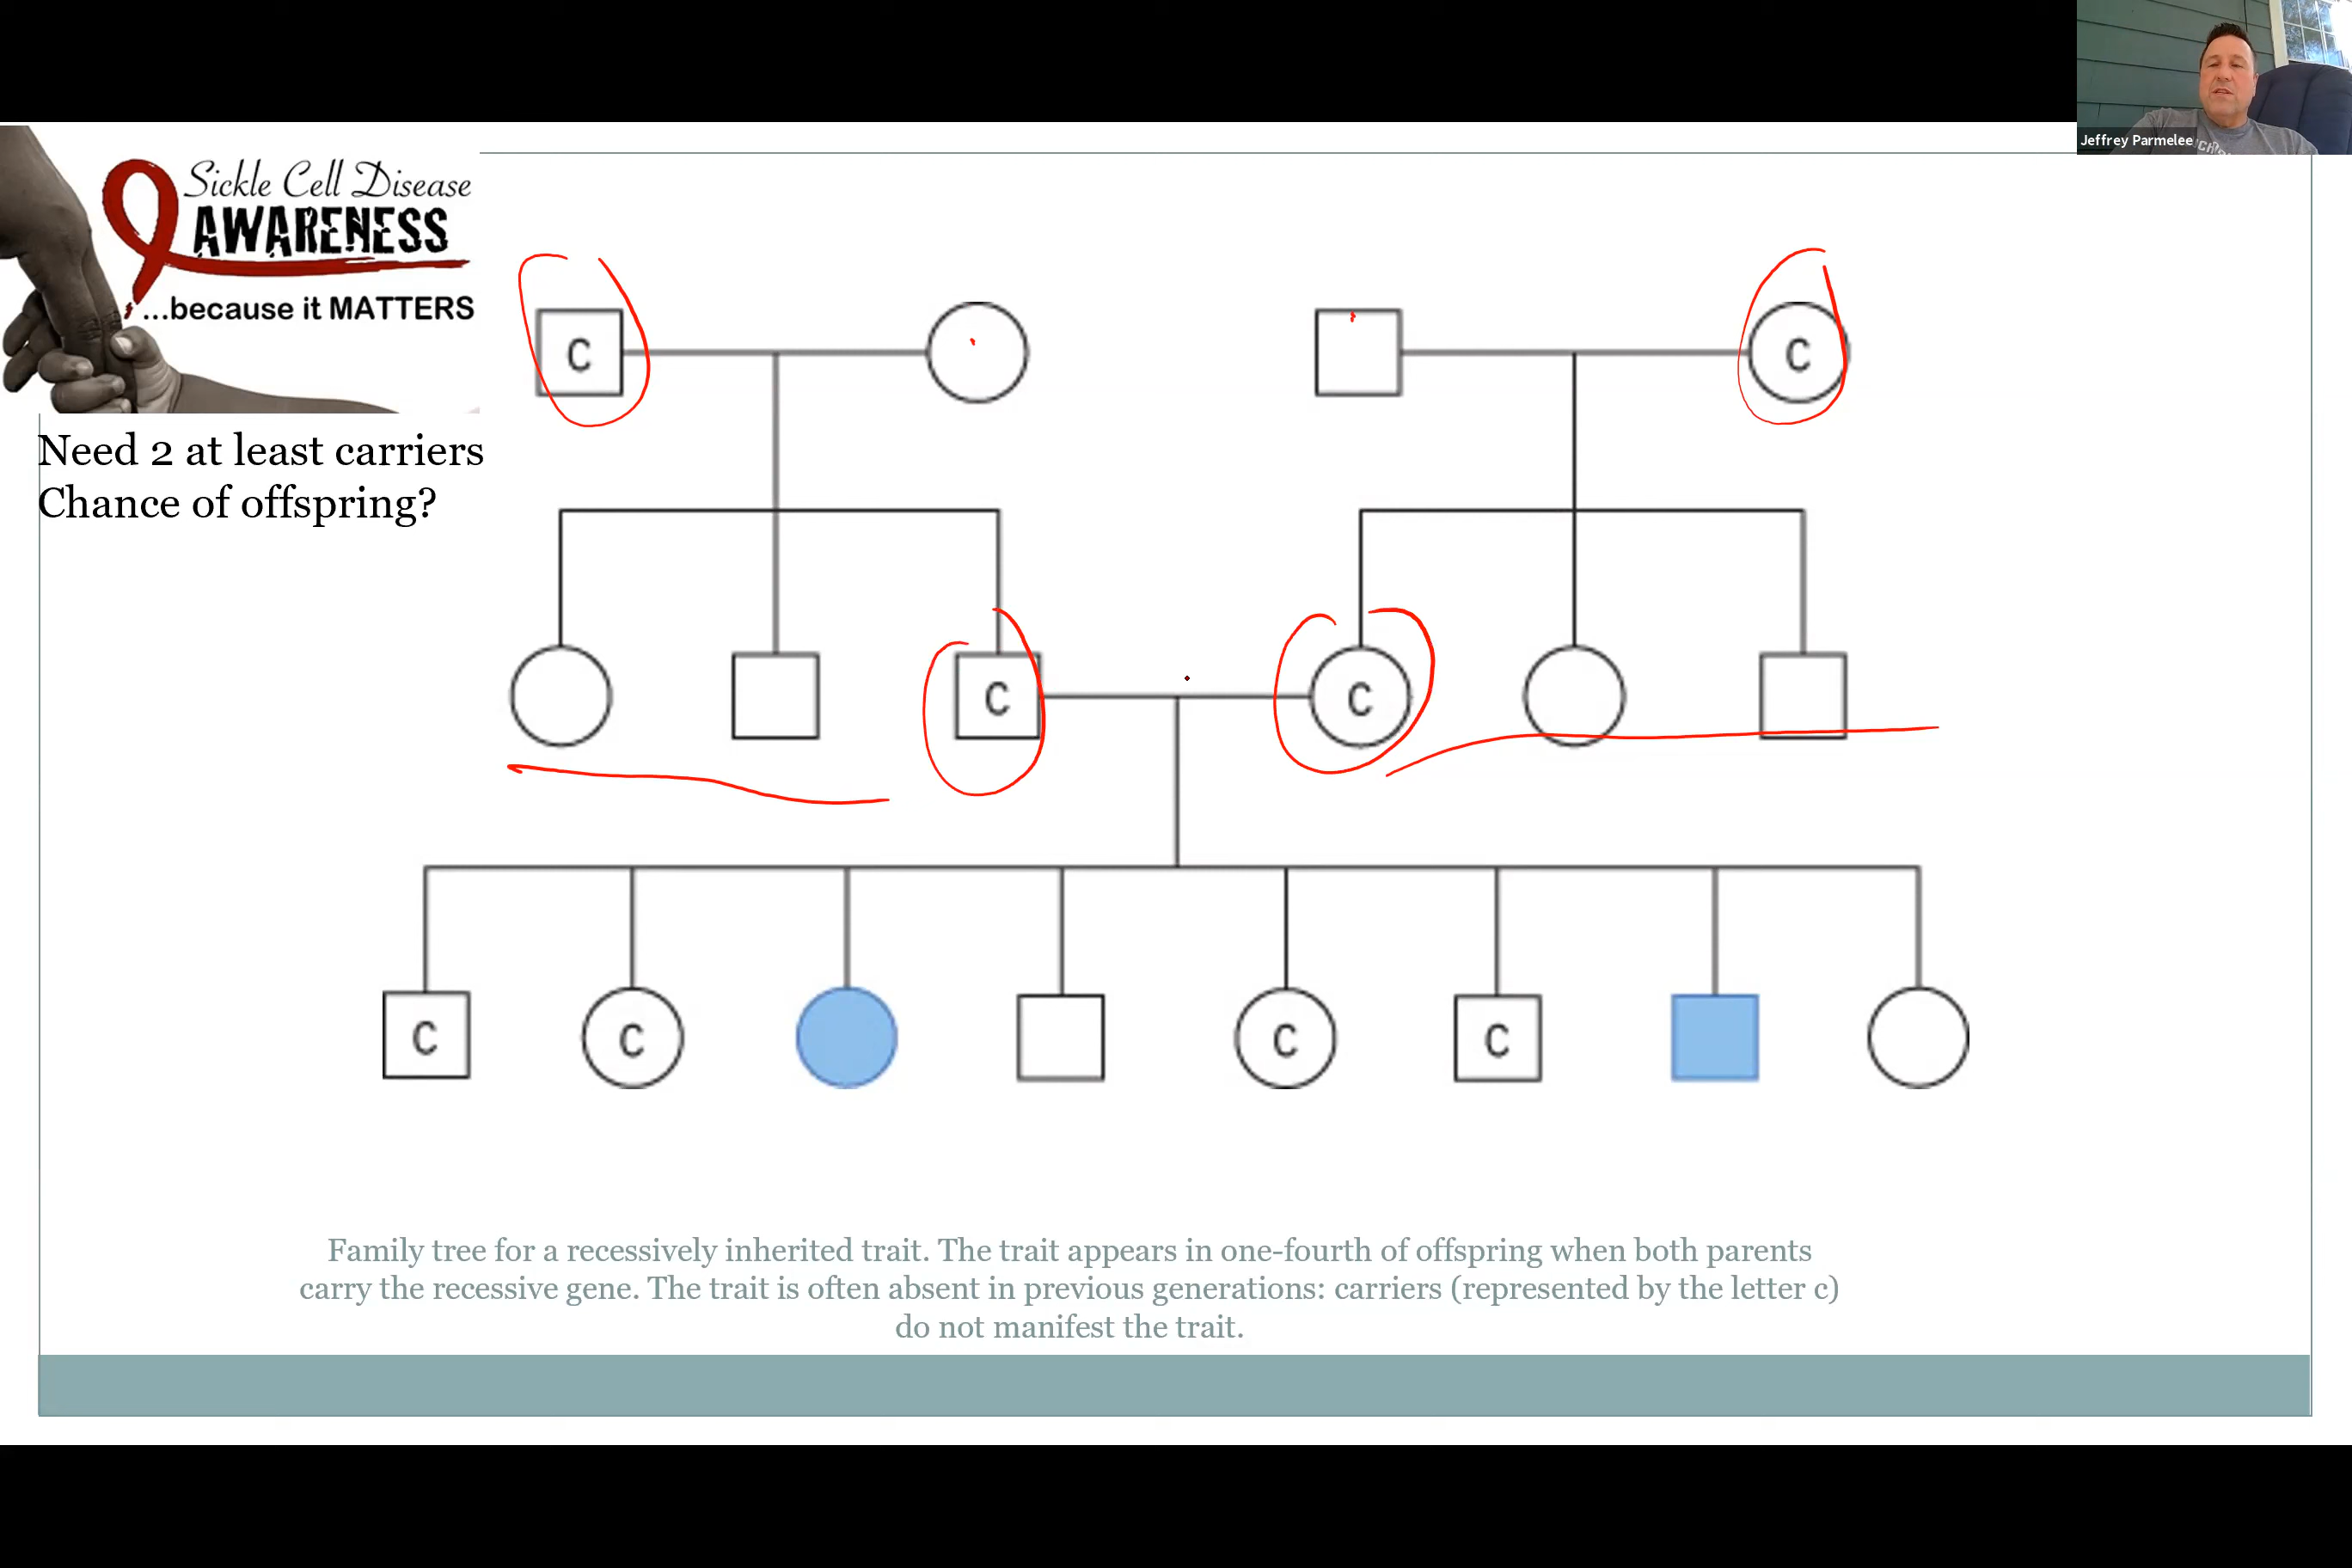 Jeffrey Parmelee
Sickle Cell Disease
AWARENESS
...because it MATTERS
Need 2 at least carriers
Chance of offspring?
C
C
C
C
C
C
C
C
Family tree for a recessively inherited trait. The trait appears in one-fourth of offspring when both parents
carry the recessive gene. The trait is often absent in previous generations: carriers (represented by the letter c)
do not manifest the trait.